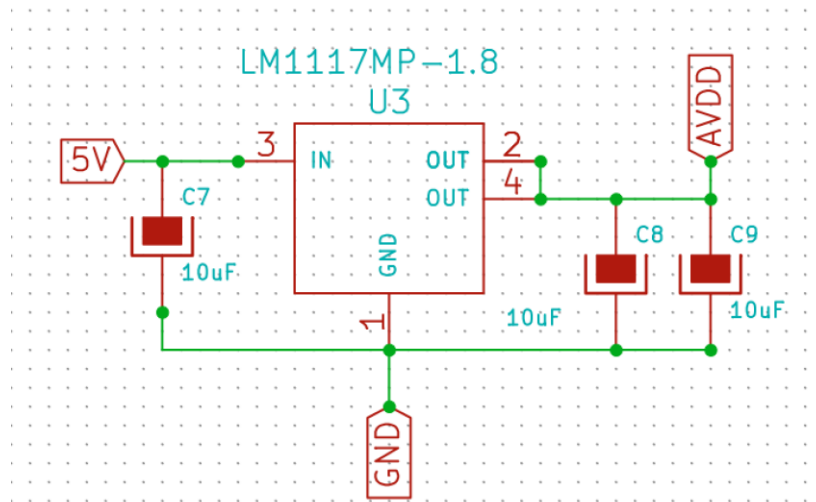 LM1117MP-1.8
U3
5V
3
IN
OUT
2
OUT
4
GND
1
AVDD
C7
10uF
C8
10uF
C9
10uF
GND